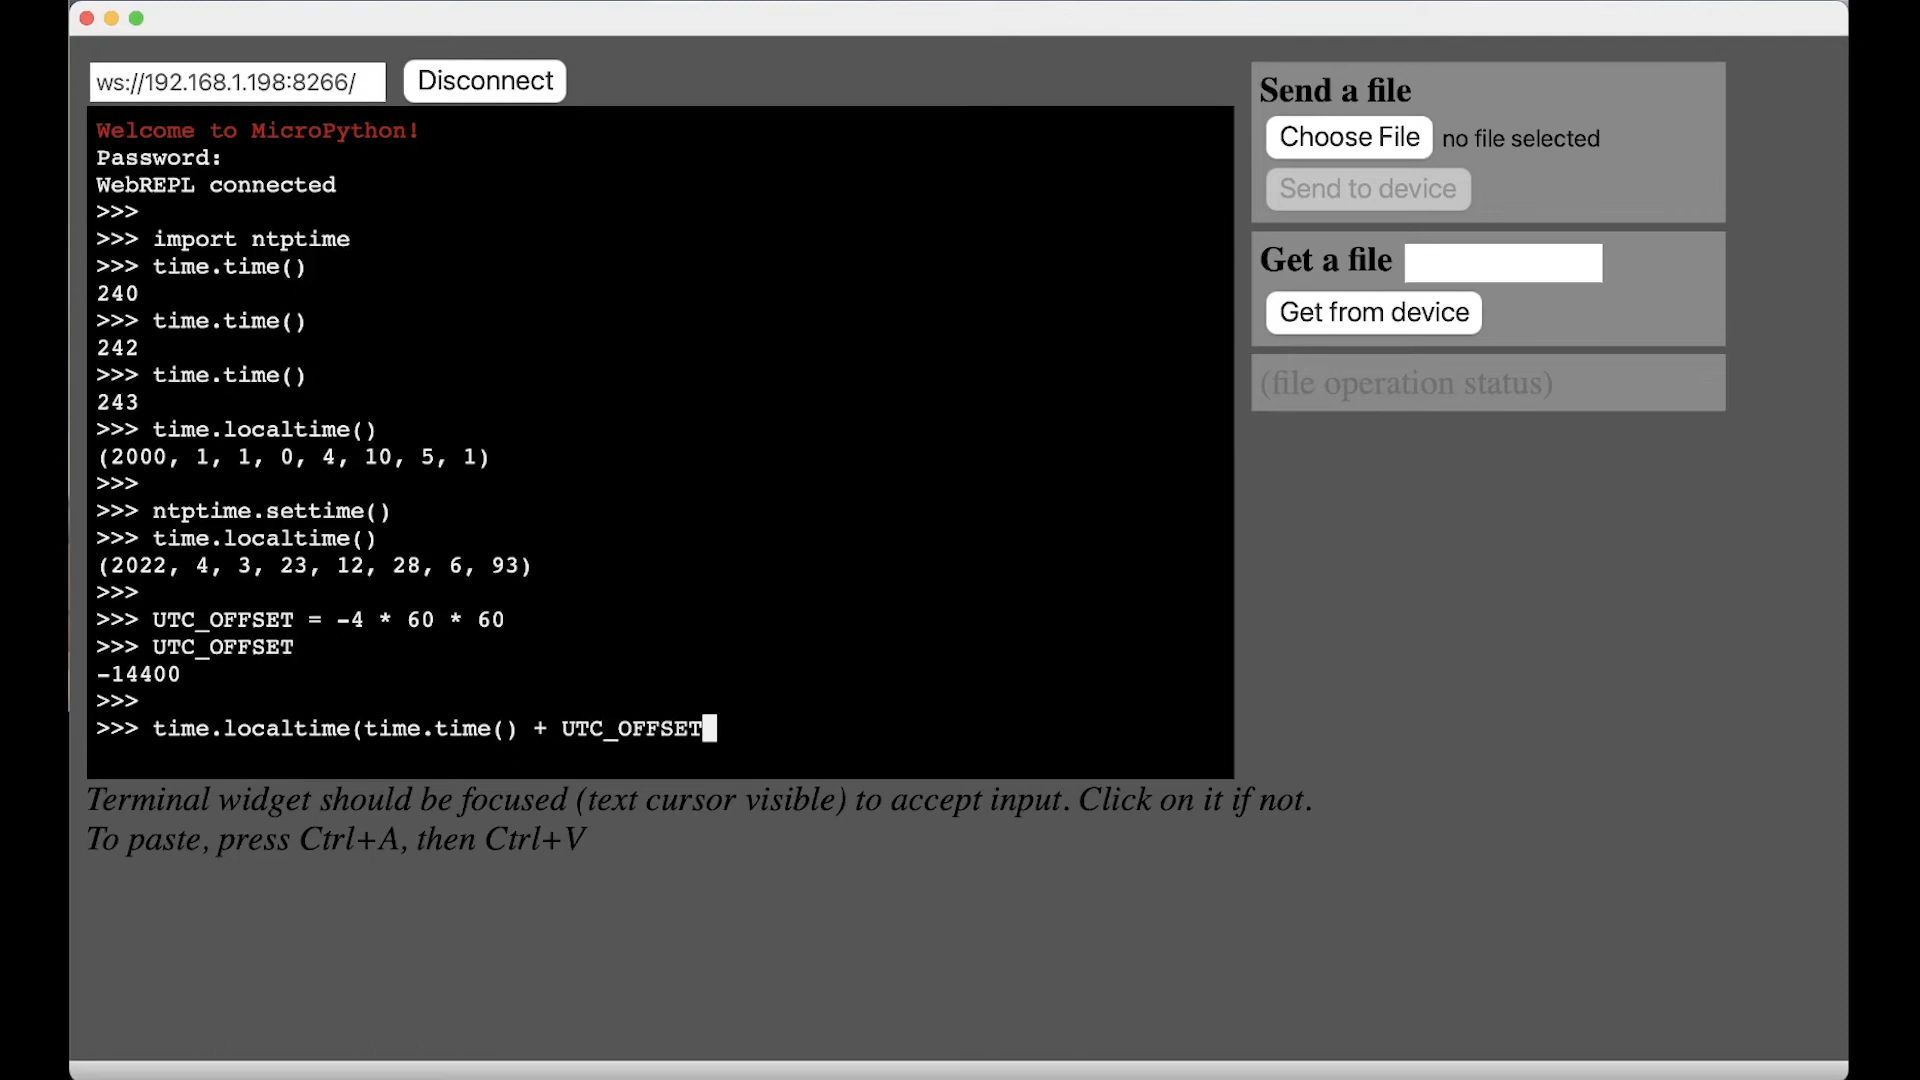 ws://192.168.1.198:8266/ Disconnect
Welcome to MicroPython!
Password:
WebREPL connected
>>>
>>> import ntptime
>>> time.time()
240
>>> time.time()
242
>>> time.time()
243
>>> time.localtime()
(2000, 1, 1, 0, 4, 10, 5, 1)
>>>
>>> ntptime.settime()
>>> time.localtime()
(2022, 4, 3, 23, 12, 28, 6, 93)
>>>
>>> UTC_OFFSET = -4 * 60 * 60
>>> UTC_OFFSET
-14400
>>>
>>> time.localtime(time.time() + UTC_OFFSET
Terminal widget should be focused (text cursor visible) to accept input. Click on it if not.
To paste, press Ctrl+A, then Ctrl+V
Send a file
Choose File no file selected
Send to device
Get a file
Get from device
(file operation status)